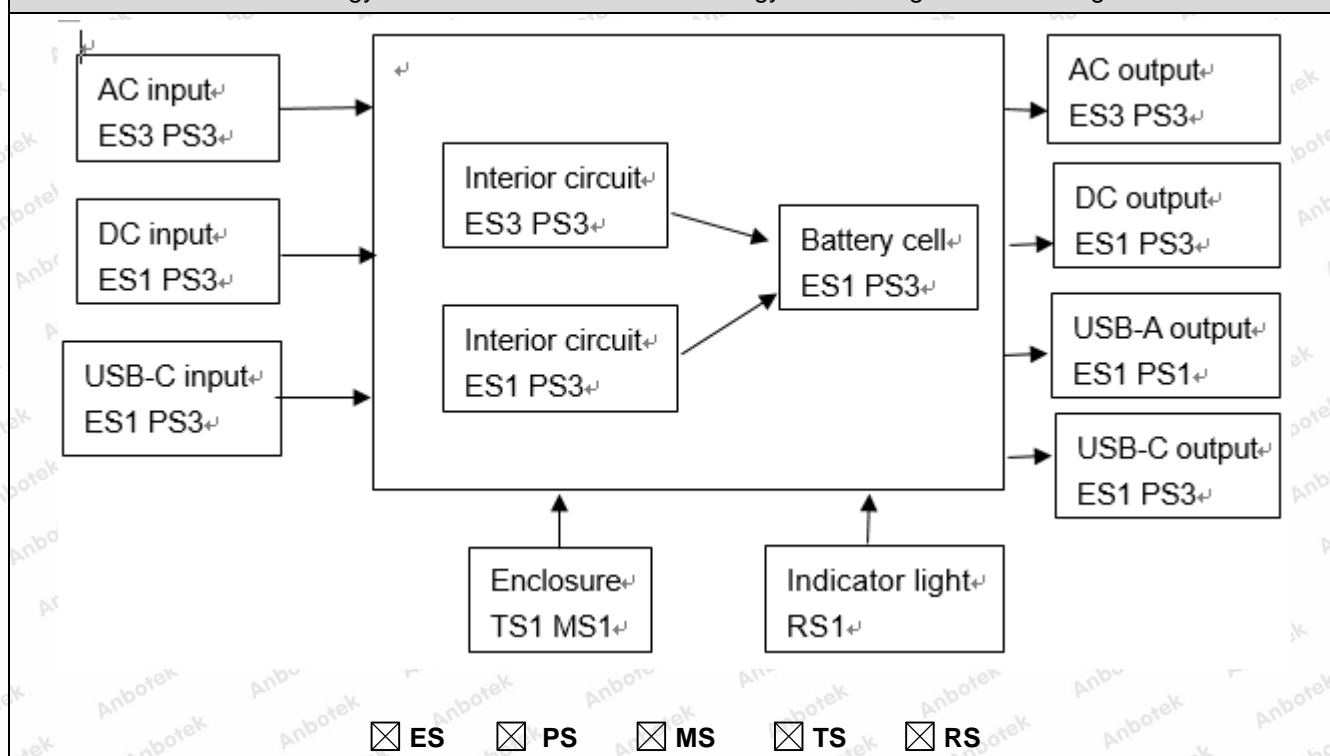 AC input
ES3 PS3
DC input
ES1 PS3
USB-C input
ES1 PS3
Interior circuit
ES3 PS3
Interior circuit
ES1 PS3
Battery cell
ES1 PS3
AC output
ES3 PS3
DC output
ES1 PS3
USB-A output
ES1 PS1
USB-C output
ES1 PS3
Enclosure
TS1 MS1
Indicator light
RS1
☒ ES ☒ PS ☒ MS ☒ TS ☒ RS
Anbotek